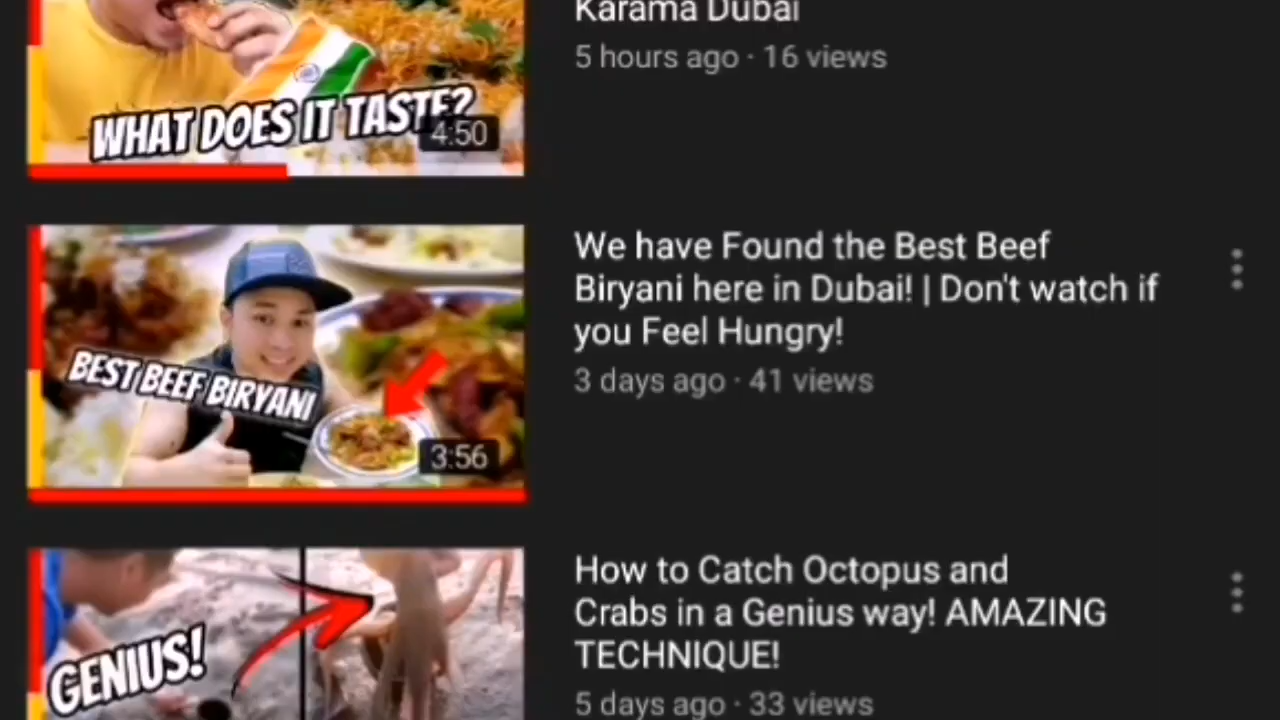 Karama Dubai
5 hours ago · 16 views
WHAT DOES IT TASTE?
4:50
We have Found the Best Beef
Biryani here in Dubai! | Don't watch if
you Feel Hungry!
3 days ago · 41 views
BEST BEEF BIRYANI
3:56
How to Catch Octopus and
Crabs in a Genius way! AMAZING
TECHNIQUE!
5 days ago · 33 views
GENIUS!